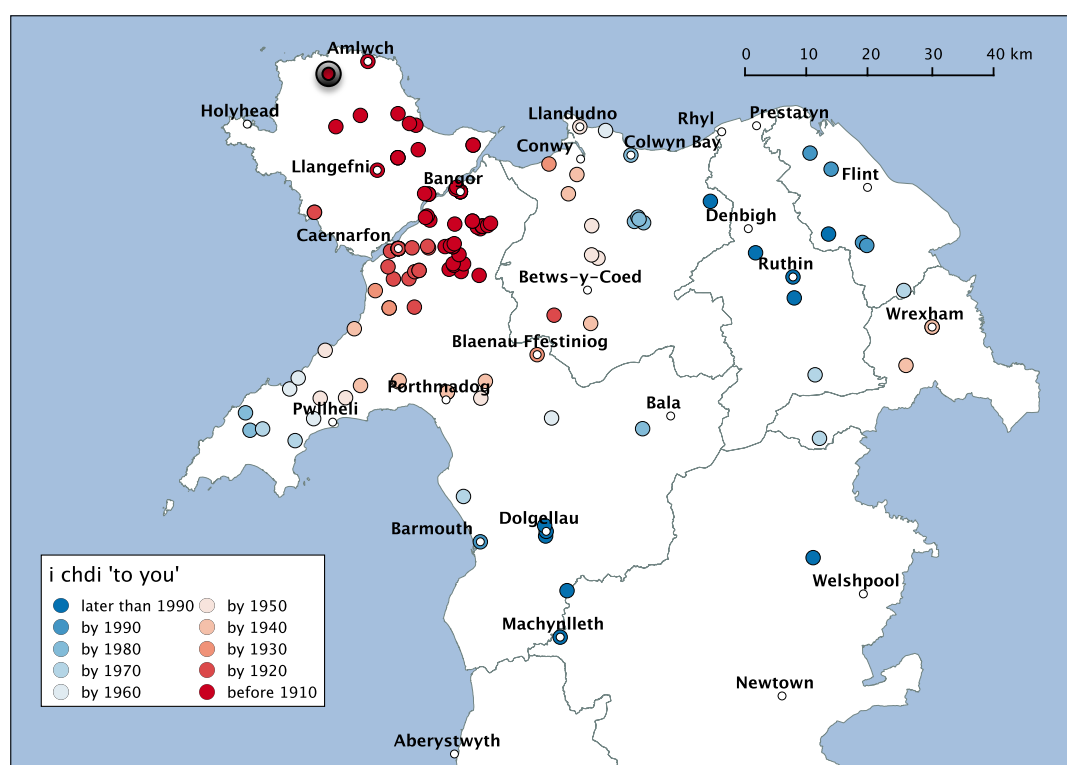 Amlwch
0 10 20 30 40 km
Holyhead
Llandudno
Rhyl
Prestatyn
Conwy
Colwyn Bay
Llangefni
Bangor
Flint
Denbigh
Caernarfon
Ruthin
Betws-y-Coed
Wrexham
Blaenau Ffestiniog
Porthmadog
Pwllheli
Bala
Dolgellau
Barmouth
i chdi 'to you'
later than 1990
by 1990
by 1980
by 1970
by 1960
by 1950
by 1940
by 1930
by 1920
before 1910
Welshpool
Machynlleth
Newtown
Aberystwyth